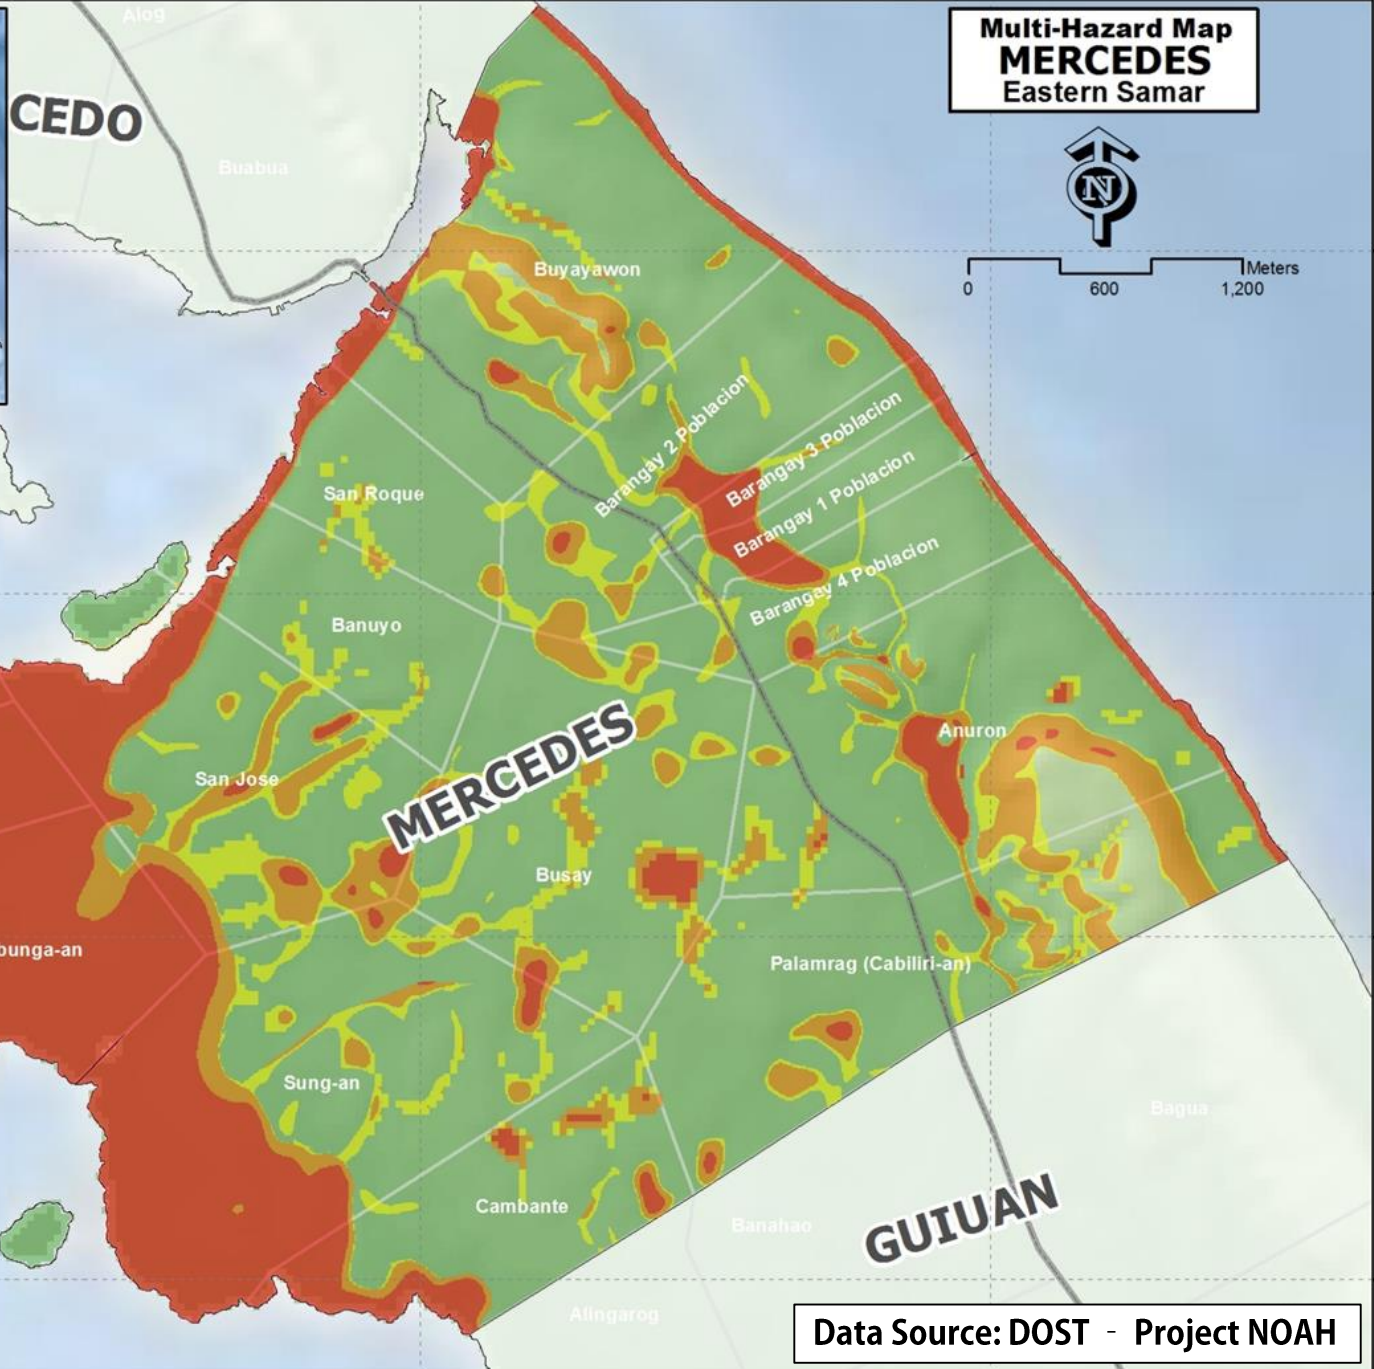 Alog
Multi-Hazard Map
MERCEDES
Eastern Samar
CEDO
Buabua
N
Meters
0 600 1,200
Buyayawon
Barangay 2 Poblacion
Barangay 3 Poblacion
Barangay 1 Poblacion
Barangay 4 Poblacion
San Roque
Banuyo
MERCEDES
Anuron
San Jose
Busay
unga-an
Palamrag (Cabiliri-an)
Sung-an
Bagua
Cambante
Banahao
GUIUAN
Alingarog
Data Source: DOST - Project NOAH